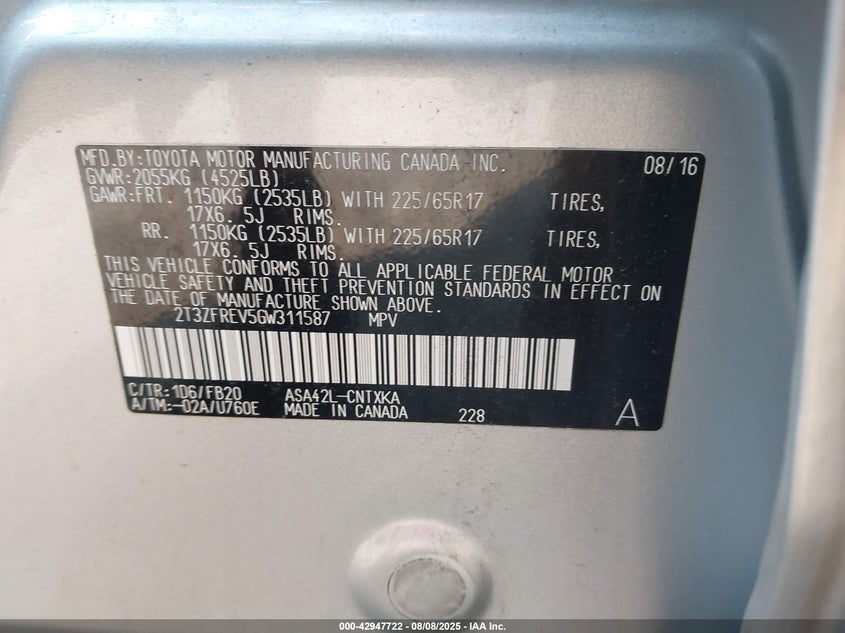 MFD.BY:TOYOTA MOTOR MANUFACTURING CANADA INC. 08/16
GVWR:2055KG (4525LB)
GAWR:FRT. 1150KG (2535LB) WITH 225/65R17 TIRES,
17X6.5J RIMS.
RR. 1150KG (2535LB) WITH 225/65R17 TIRES,
17X6.5J RIMS.
THIS VEHICLE CONFORMS TO ALL APPLICABLE FEDERAL MOTOR
VEHICLE SAFETY AND THEFT PREVENTION STANDARDS IN EFFECT ON
THE DATE OF MANUFACTURE SHOWN ABOVE.
2T3ZFREV5GW311587 MPV
C/TR:1D6/FB20 ASA42L-CNTXKA
A/TM:-02A/U760E MADE IN CANADA 228 A
000-42947722 - 08/08/2025 - IAA Inc.